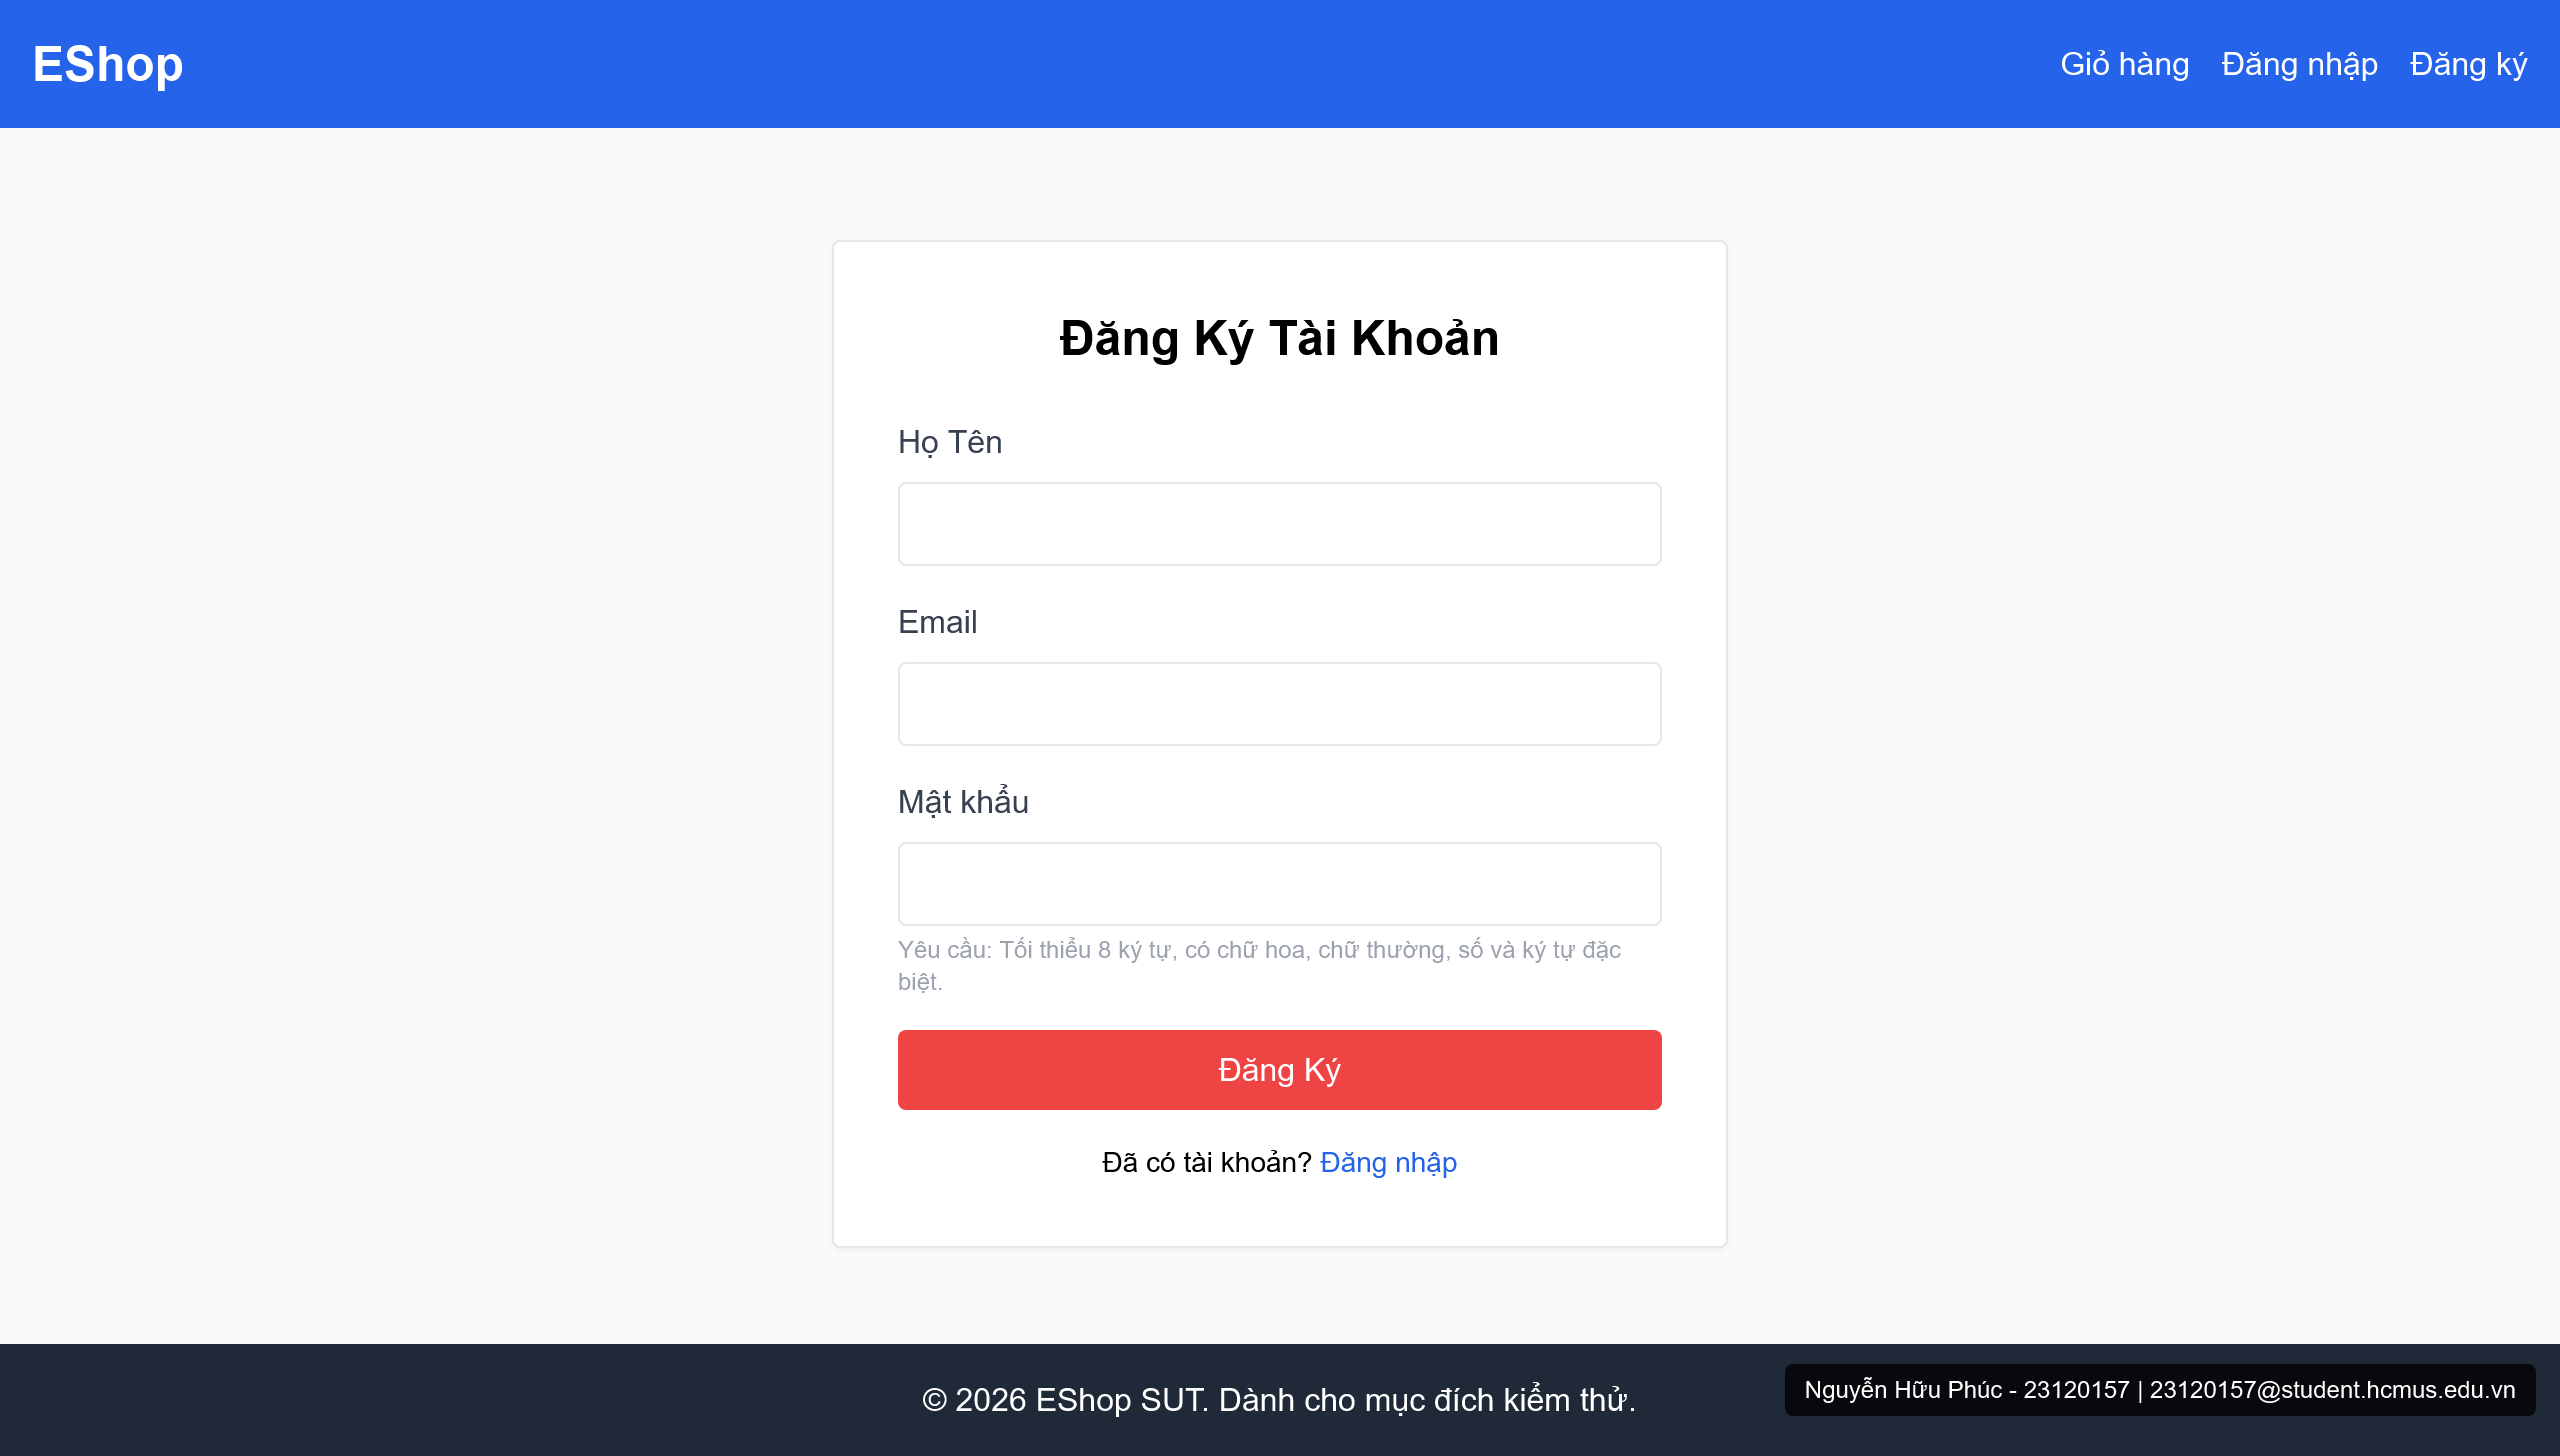 EShop
Giỏ hàng
Đăng nhập
Đăng ký
Đăng Ký Tài Khoản
Họ Tên
Email
Mật khẩu
Yêu cầu: Tối thiểu 8 ký tự, có chữ hoa, chữ thường, số và ký tự đặc
biệt.
Đăng Ký
Đã có tài khoản? Đăng nhập
© 2026 EShop SUT. Dành cho mục đích kiểm thử.
Nguyễn Hữu Phúc - 23120157 | 23120157@student.hcmus.edu.vn